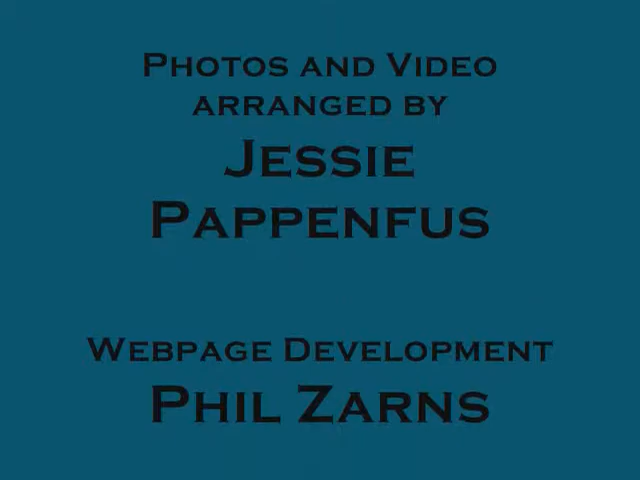 Photos and Video
arranged by
Jessie
Pappenfus
Webpage Development
Phil Zarns